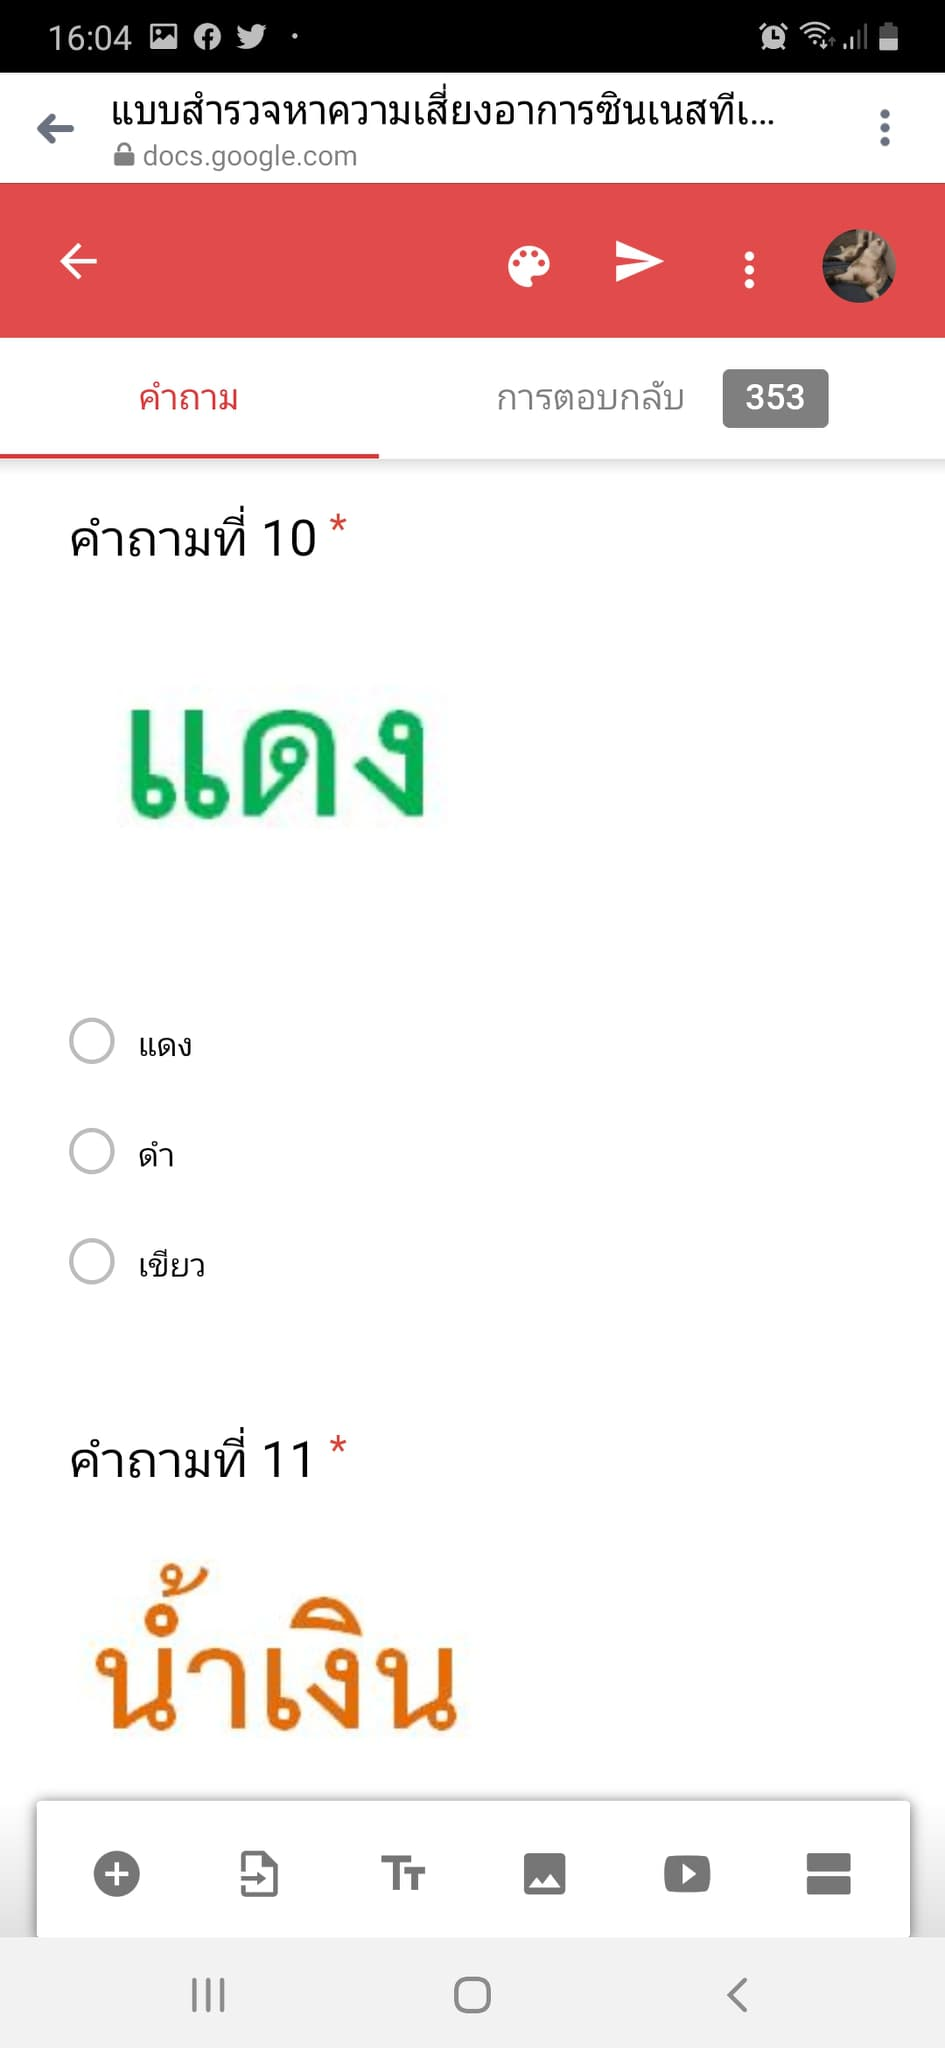 16:04
แบบสำรวจหาความเสี่ยงอาการซินเนสทีเ...
docs.google.com
คำถาม
การตอบกลับ 353
คำถามที่ 10 *
แดง
แดง
ดำ
เขียว
คำถามที่ 11 *
น้ำเงิน